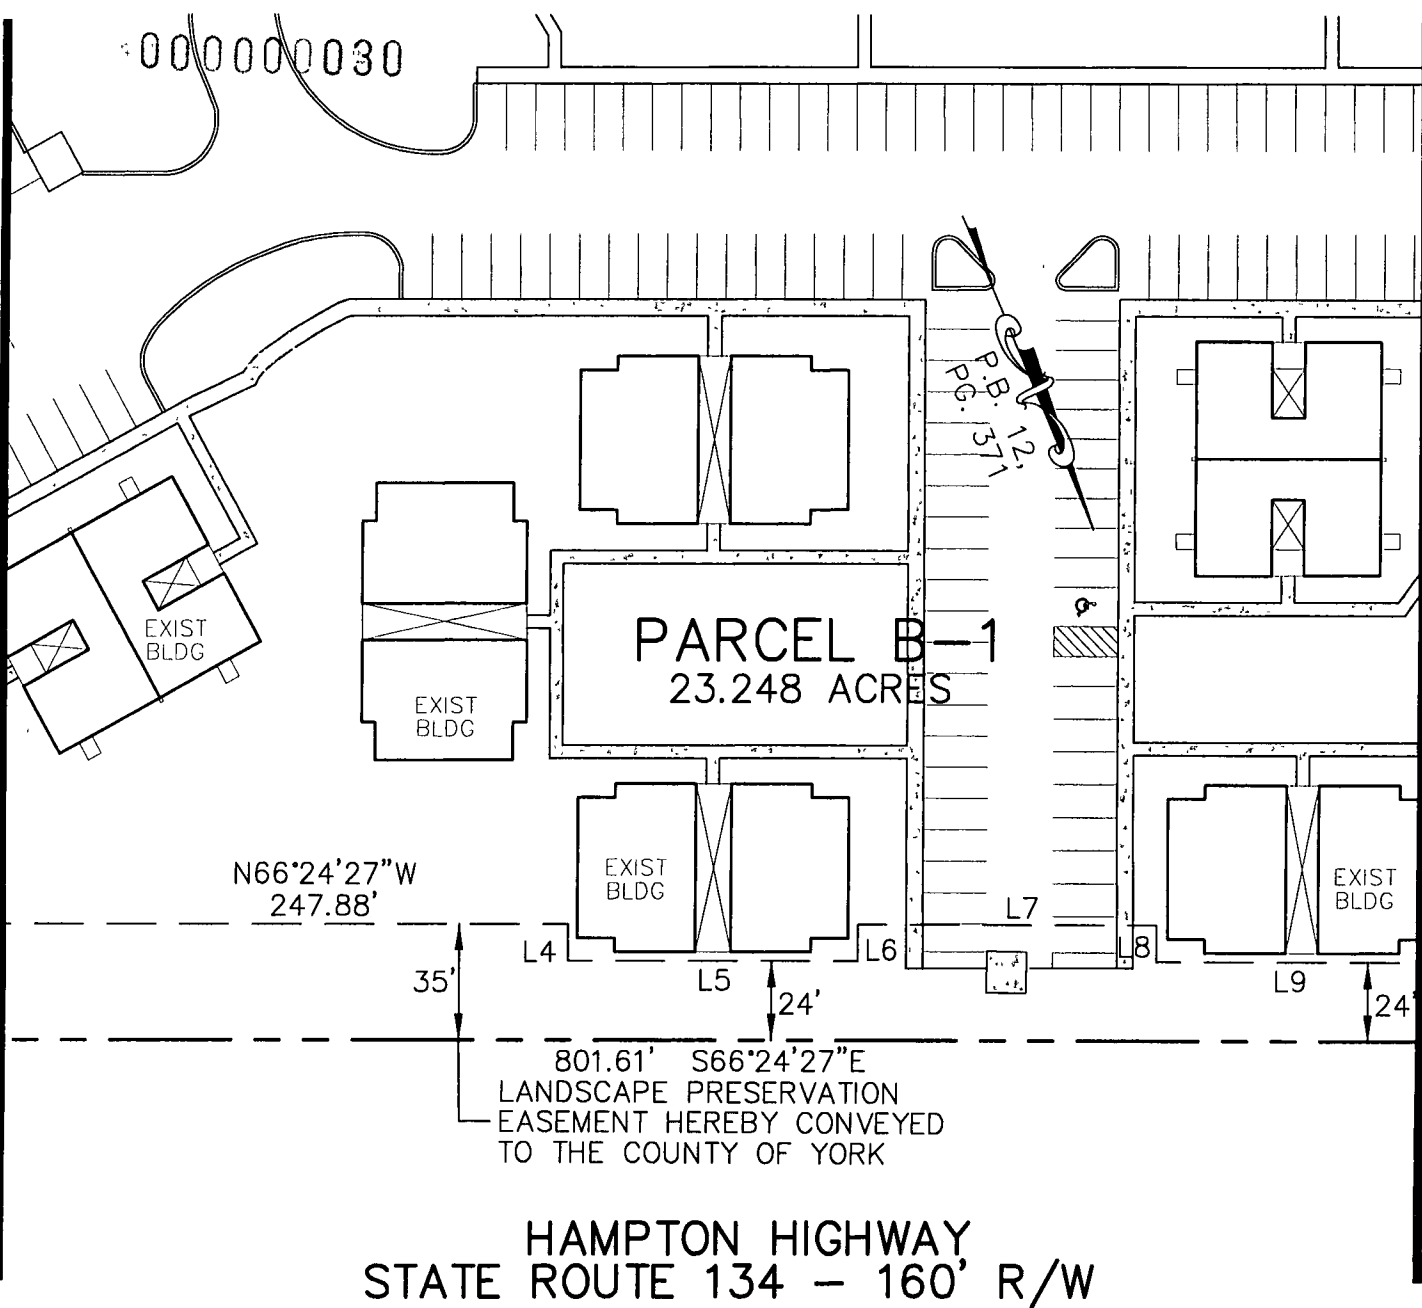 000000030
P.B. 12,
PG. 371
EXIST
BLDG
PARCEL B-1
23.248 ACRES
EXIST
BLDG
EXIST
BLDG
EXIST
BLDG
N66°24'27"W
247.88'
L4
L5
L6
L7
L8
L9
35'
24'
24'
801.61' S66°24'27"E
LANDSCAPE PRESERVATION
EASEMENT HEREBY CONVEYED
TO THE COUNTY OF YORK
HAMPTON HIGHWAY
STATE ROUTE 134 – 160' R/W